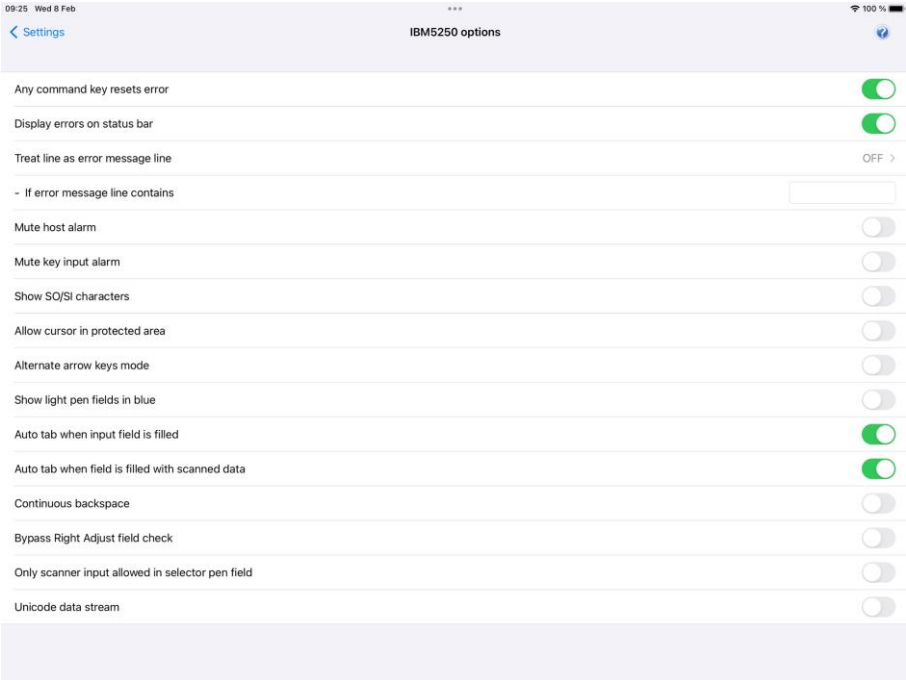 09:25 Wed 8 Feb
100 %
Settings
IBM5250 options
?
Any command key resets error
Display errors on status bar
Treat line as error message line OFF
- If error message line contains
Mute host alarm
Mute key input alarm
Show SO/SI characters
Allow cursor in protected area
Alternate arrow keys mode
Show light pen fields in blue
Auto tab when input field is filled
Auto tab when field is filled with scanned data
Continuous backspace
Bypass Right Adjust field check
Only scanner input allowed in selector pen field
Unicode data stream